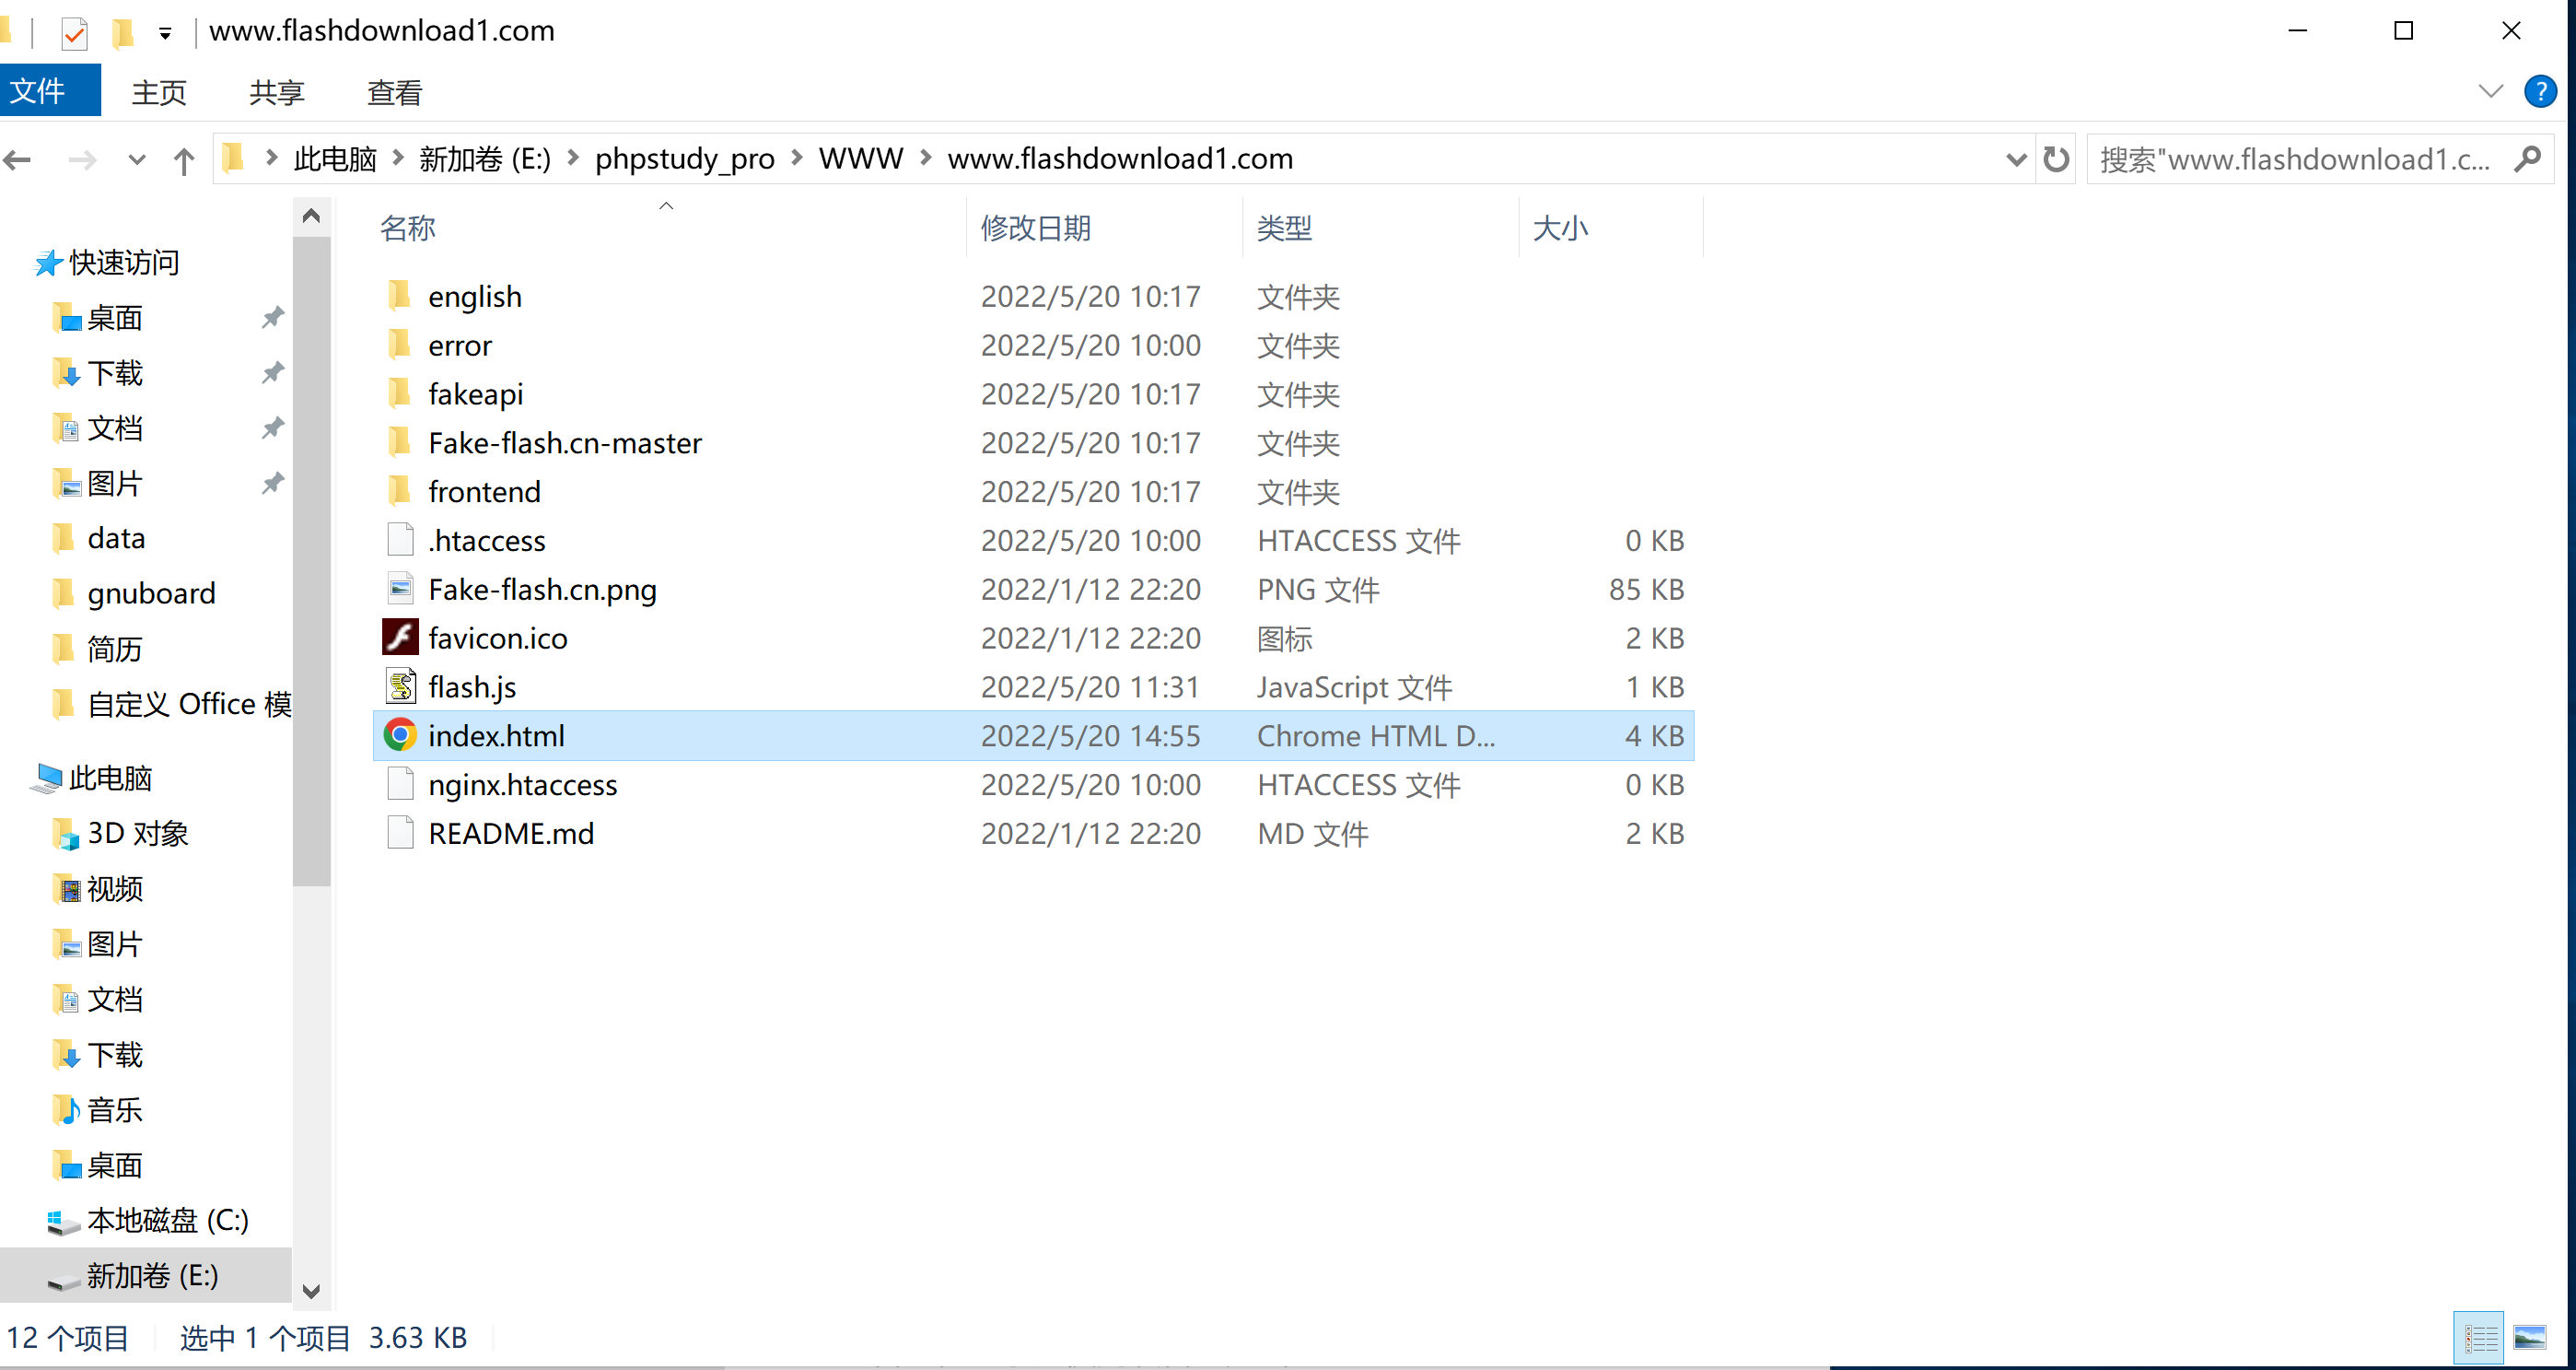 www.flashdownload1.com
文件 主页 共享 查看
此电脑 新加卷 (E:) phpstudy_pro WWW www.flashdownload1.com 搜索"www.flashdownload1.c...
名称 修改日期 类型 大小
快速访问
桌面
下载
文档
图片
data
gnuboard
简历
自定义 Office 模
此电脑
3D 对象
视频
图片
文档
下载
音乐
桌面
本地磁盘 (C:)
新加卷 (E:)
english 2022/5/20 10:17 文件夹
error 2022/5/20 10:00 文件夹
fakeapi 2022/5/20 10:17 文件夹
Fake-flash.cn-master 2022/5/20 10:17 文件夹
frontend 2022/5/20 10:17 文件夹
.htaccess 2022/5/20 10:00 HTACCESS 文件 0 KB
Fake-flash.cn.png 2022/1/12 22:20 PNG 文件 85 KB
favicon.ico 2022/1/12 22:20 图标 2 KB
flash.js 2022/5/20 11:31 JavaScript 文件 1 KB
index.html 2022/5/20 14:55 Chrome HTML D... 4 KB
nginx.htaccess 2022/5/20 10:00 HTACCESS 文件 0 KB
README.md 2022/1/12 22:20 MD 文件 2 KB
12 个项目 选中 1 个项目 3.63 KB